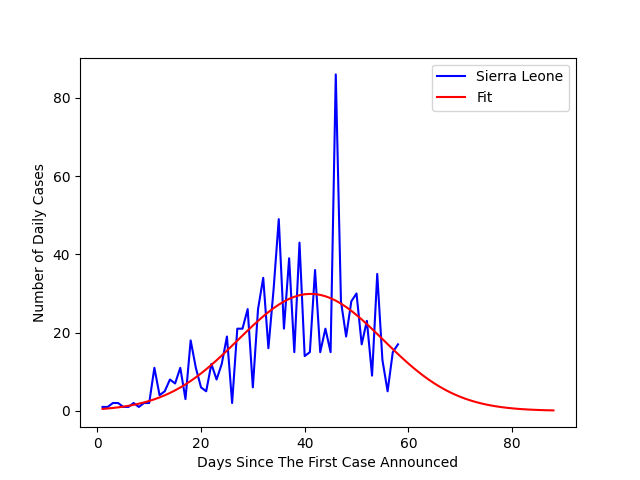 Sierra Leone
Fit
80
60
40
20
0
Number of Daily Cases
0 20 40 60 80
Days Since The First Case Announced